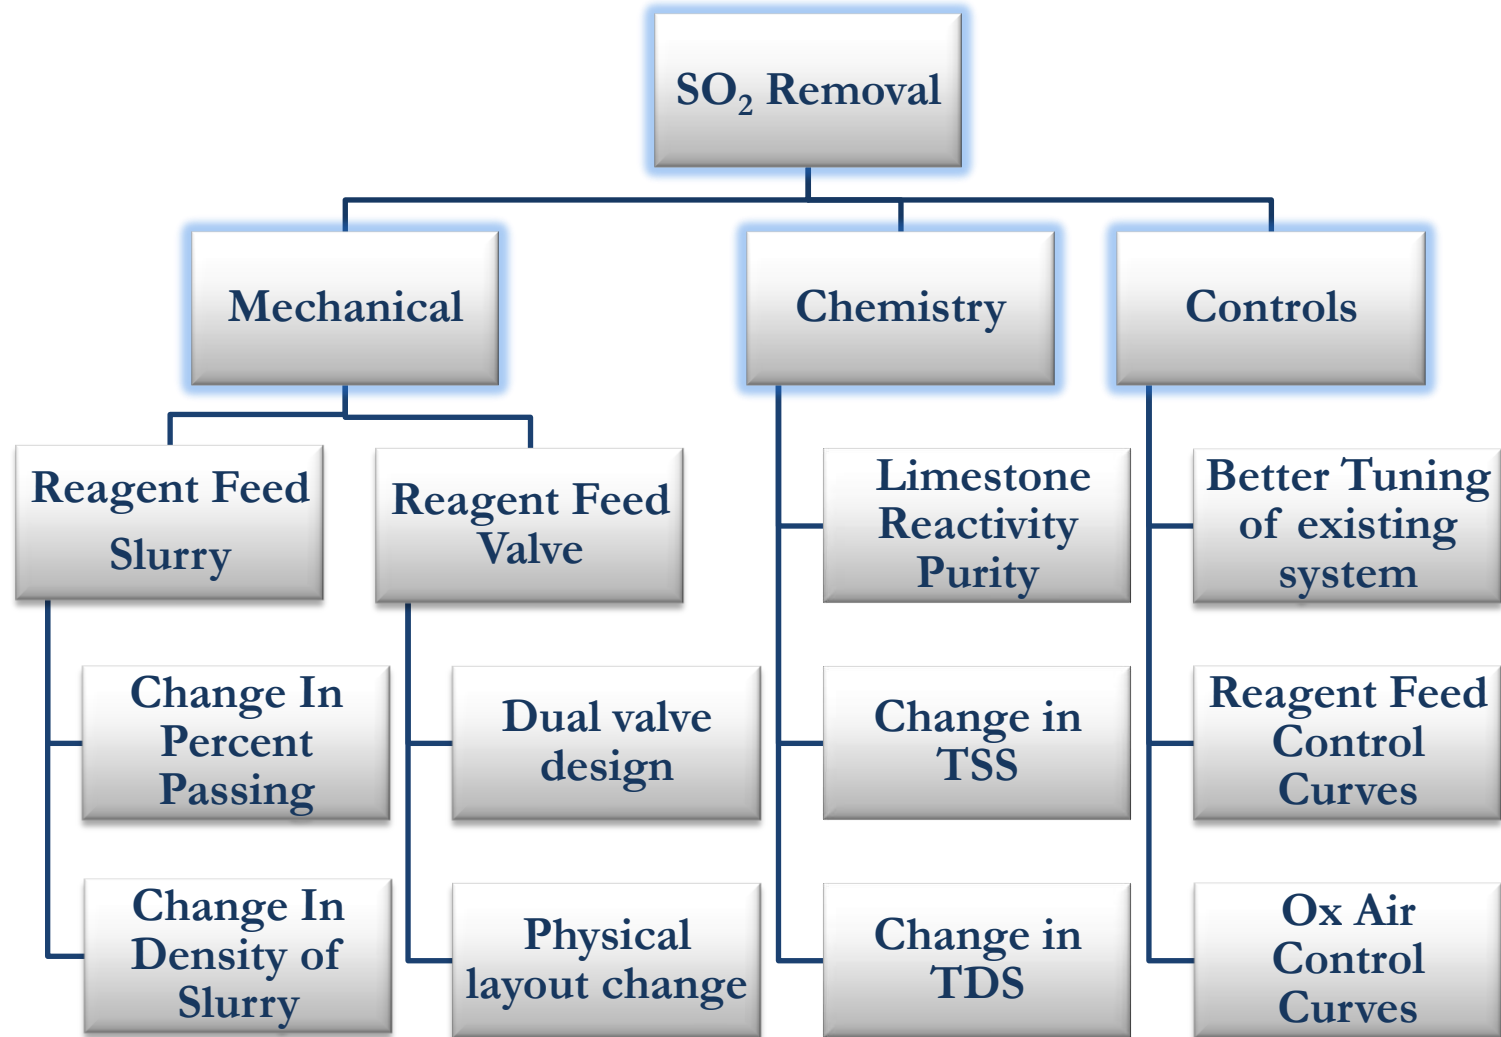 SO₂ Removal
Mechanical
Chemistry
Controls
Reagent Feed
Slurry
Reagent Feed
Valve
Limestone
Reactivity
Purity
Better Tuning
of existing
system
Change In
Percent
Passing
Dual valve
design
Change in
TSS
Reagent Feed
Control
Curves
Change In
Density of
Slurry
Physical
layout change
Change in
TDS
Ox Air
Control
Curves